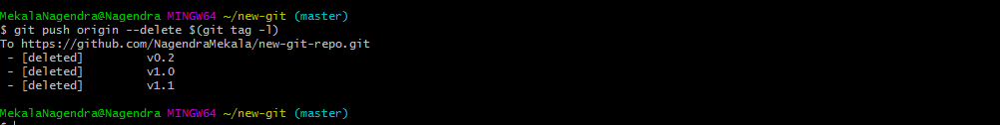 MekalaNagendra@Nagendra MINGW64 ~/new-git (master)
$ git push origin --delete $(git tag -l)
To https://github.com/NagendraMekala/new-git-repo.git
 - [deleted]         v0.2
 - [deleted]         v1.0
 - [deleted]         v1.1
MekalaNagendra@Nagendra MINGW64 ~/new-git (master)
$